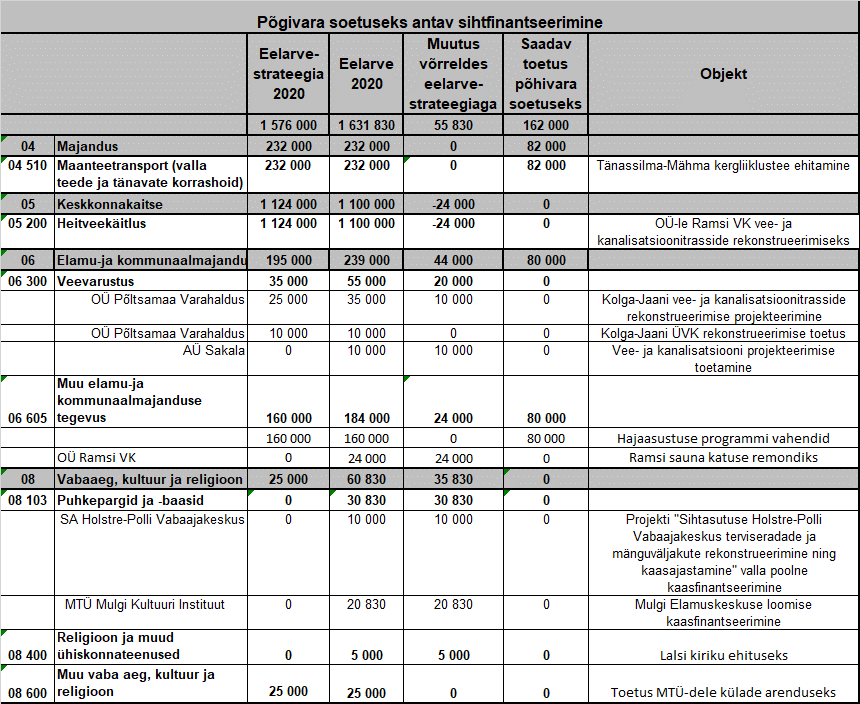 Põgivara soetuseks antav sihtfinantseerimine
Eelarve-
strateegia
2020
Eelarve
2020
Muutus
võrreldes
eelarve-
strateegiaga
Saadav
toetus
põhivara
soetuseks
Objekt
1 576 000 1 631 830 55 830 162 000
04 Majandus 232 000 232 000 0 82 000
04 510 Maanteetransport (valla
teede ja tänavate korrashoid) 232 000 232 000 0 82 000 Tänassilma-Mähma kergliiklustee ehitamine
05 Keskkonakaitse 1 124 000 1 100 000 -24 000 0
05 200 Heitveekäitlus 1 124 000 1 100 000 -24 000 0 OÜ-le Ramsi VK vee- ja
kanalisatsioonitrasside rekonstrueerimiseks
06 Elamu-ja kommunaalmajandu 195 000 239 000 44 000 80 000
06 300 Veevarustus 35 000 55 000 20 000 0
OÜ Põltsamaa Varahaldus 25 000 35 000 10 000 0 Kolga-Jaani vee- ja kanalisatsioonitrasside
rekonstrueerimise projekteerimine
OÜ Põltsamaa Varahaldus 10 000 10 000 0 0 Kolga-Jaani ÜVK rekonstrueerimise toetus
AÜ Sakala 0 10 000 10 000 0 Vee- ja kanalisatsiooni projekteerimise
toetamine
Muu elamu-ja
kommunaalmajanduse
06 605 tegevus 160 000 184 000 24 000 80 000
160 000 160 000 0 80 000 Hajaasustuse programmi vahendid
OÜ Ramsi VK 0 24 000 24 000 0 Ramsi sauna katuse remondiks
08 Vabaaeg, kultuur ja religioon 25 000 60 830 35 830 0
08 103 Puhkepargid ja -baasid 0 30 830 30 830 0
SA Holstre-Polli Vabaajakeskus 0 10 000 10 000 0 Projekti "Sihtasutuse Holstre-Polli
Vabaajakeskus terviseradade ja
mänguväljakute rekonstrueerimine ning
kaasajastamine" valla poolne
kaasfinantseerimine
MTÜ Mulgi Kultuuri Instituut 0 20 830 20 830 0 Mulgi Elamuskeskuse loomise
kaasfinantseerimine
Religioon ja muud
08 400 ühiskonnateenused 0 5 000 5 000 0 Lalsi kiriku ehituseks
Muu vaba aeg, kultuur ja
08 600 religioon 25 000 25 000 0 0 Toetus MTÜ-dele külade arenduseks